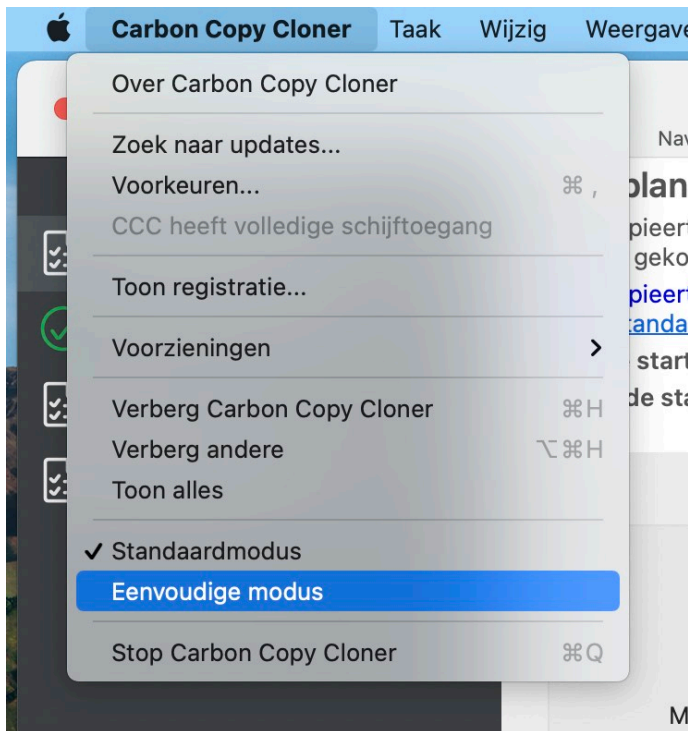 Carbon Copy Cloner Taak Wijzig Weergave
Over Carbon Copy Cloner
Zoek naar updates...
Voorkeuren... ⌘ ,
CCC heeft volledige schijftoegang
Toon registratie...
Voorzieningen
Verberg Carbon Copy Cloner ⌘H
Verberg andere ⌥⌘H
Toon alles
Standaardmodus
Eenvoudige modus
Stop Carbon Copy Cloner ⌘Q
start